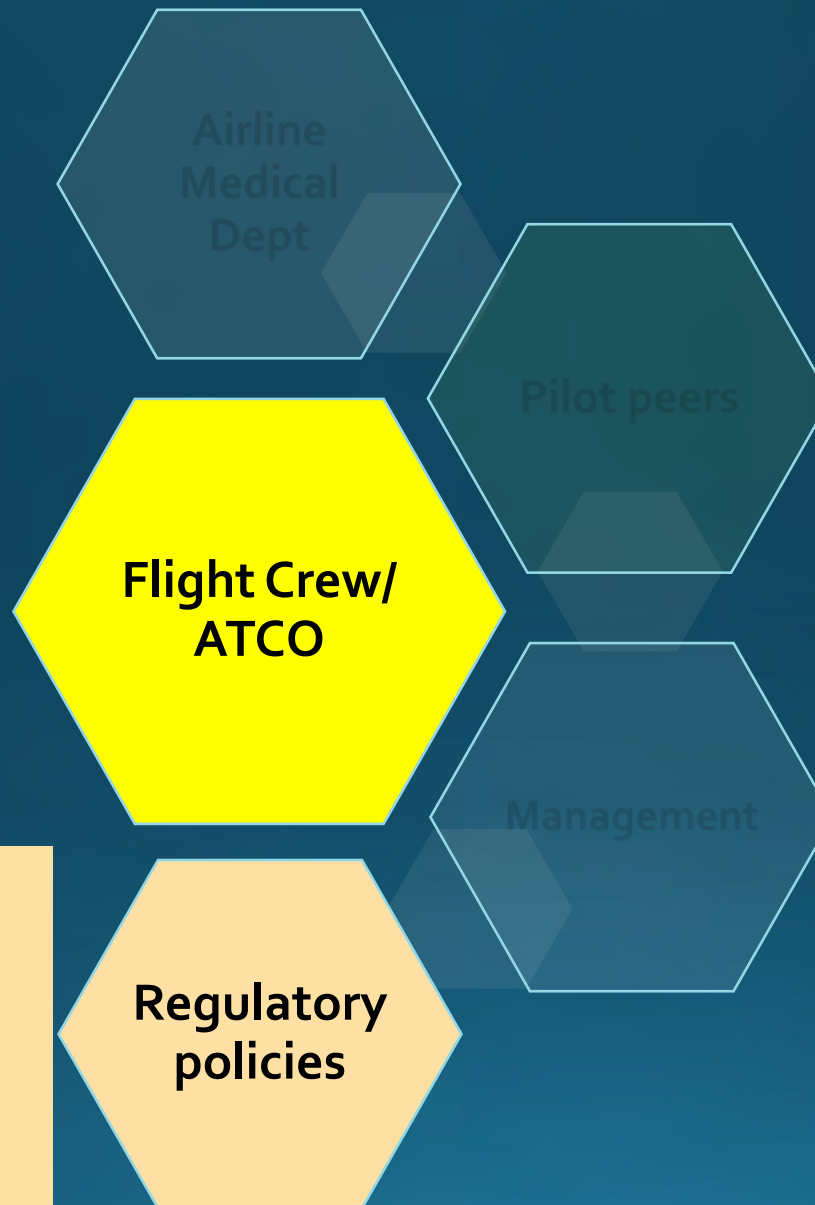 Airline
Medical
Dept
Pilot peers
Flight Crew/
ATCO
Management
Regulatory
policies